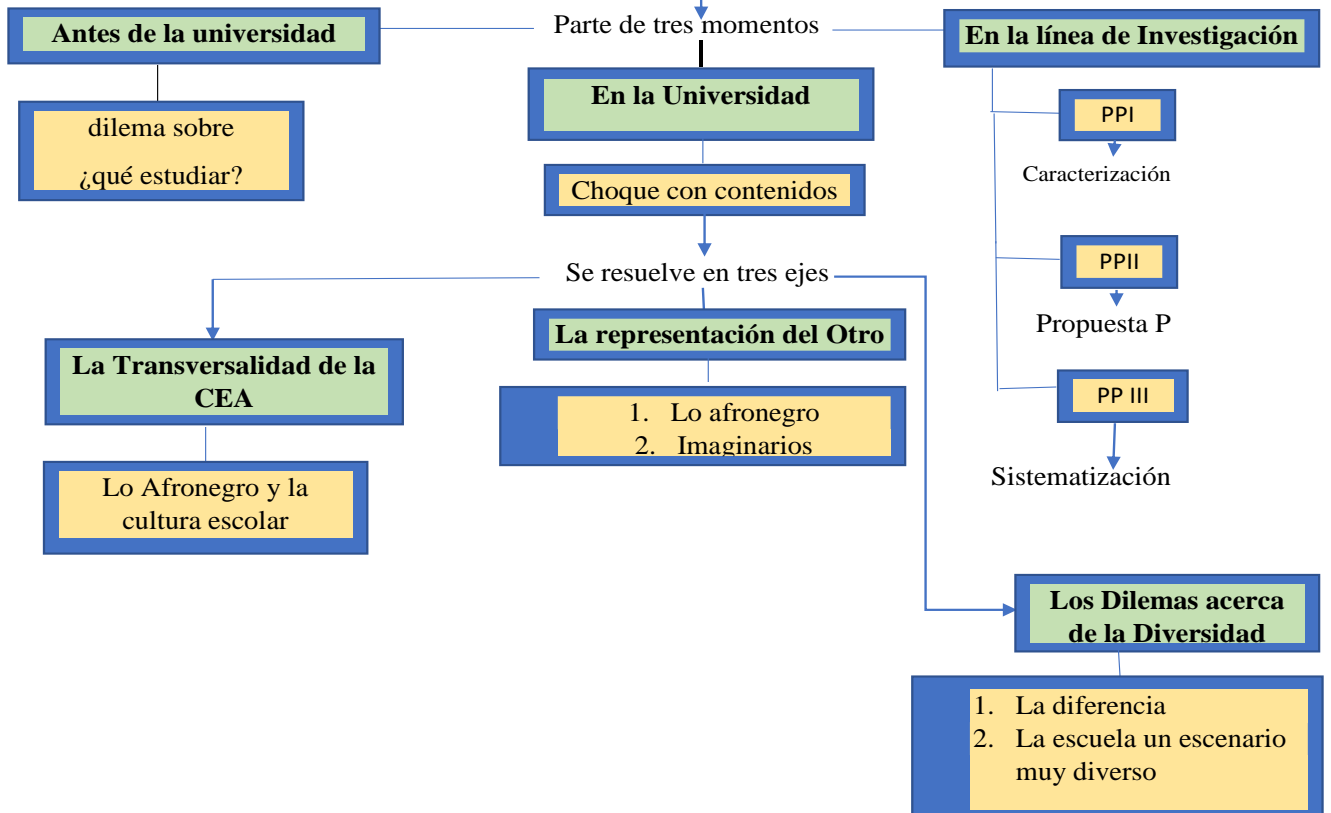 Parte de tres momentos
Antes de la universidad
dilema sobre
¿qué estudiar?
En la Universidad
Choque con contenidos
Se resuelve en tres ejes
En la línea de Investigación
PPI
Caracterización
PPII
Propuesta P
PP III
Sistematización
La Transversalidad de la
CEA
Lo Afronegro y la
cultura escolar
La representación del Otro
1. Lo afronegro
2. Imaginarios
Los Dilemas acerca
de la Diversidad
1. La diferencia
2. La escuela un escenario
muy diverso